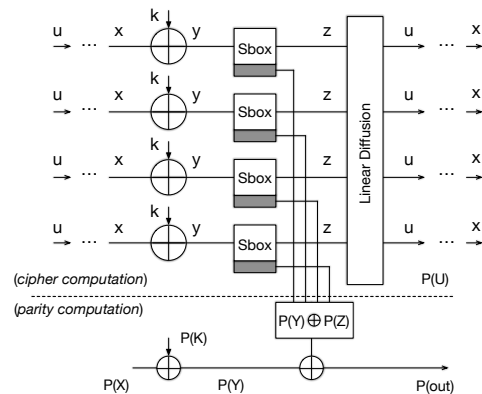 k
u ... x y Sbox z u ... x
k
u ... x y Sbox z u ... x
k
u ... x y Sbox z u ... x
k
u ... x y Sbox z u ... x
Linear Diffusion
(cipher computation) P(U)
(parity computation)
P(Y) ⊕ P(Z)
P(K)
P(X) P(Y) P(out)